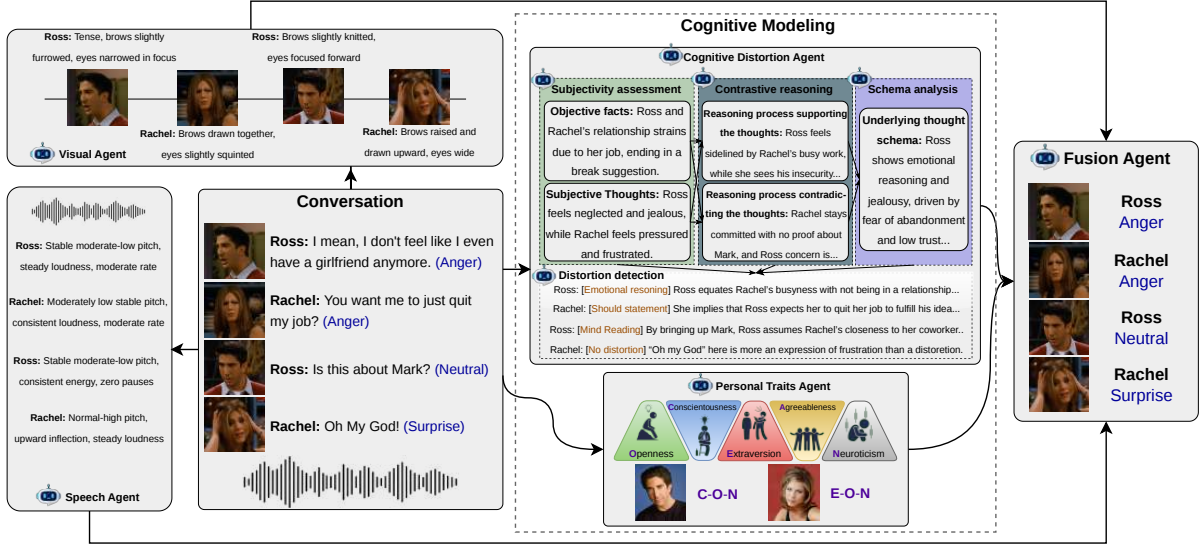 Ross: Tense, brows slightly
furrowed, eyes narrowed in focus
Ross: Brows slightly knitted,
eyes focused forward
Rachel: Brows drawn together,
eyes slightly squinted
Rachel: Brows raised and
drawn upward, eyes wide
Visual Agent
Ross: Stable moderate-low pitch,
steady loudness, moderate rate
Rachel: Moderately low stable pitch,
consistent loudness, moderate rate
Ross: Stable moderate-low pitch,
consistent energy, zero pauses
Rachel: Normal-high pitch,
upward inflection, steady loudness
Speech Agent
Conversation
Ross: I mean, I don't feel like I even
have a girlfriend anymore. (Anger)
Rachel: You want me to just quit
my job? (Anger)
Ross: Is this about Mark? (Neutral)
Rachel: Oh My God! (Surprise)
Cognitive Modeling
Cognitive Distortion Agent
Subjectivity assessment
Objective facts: Ross and
Rachel's relationship strains
due to her job, ending in a
break suggestion.
Subjective Thoughts: Ross
feels neglected and jealous,
while Rachel feels pressured
and frustrated.
Contrastive reasoning
Reasoning process supporting
the thoughts: Ross feels
sidelined by Rachel's busy work,
while she sees his insecurity...
Reasoning process contradic-
ting the thoughts: Rachel stays
committed with no proof about
Mark, and Ross concern is...
Schema analysis
Underlying thought
schema: Ross
shows emotional
reasoning and
jealousy, driven by
fear of abandonment
and low trust...
Distortion detection
Ross: [Emotional resoning] Ross equates Rachel's busyness with not being in a relationship...
Rachel: [Should statement] She implies that Ross expects her to quit her job to fulfill his idea...
Ross: [Mind Reading] By bringing up Mark, Ross assumes Rachel's closeness to her coworker..
Rachel: [No distortion] “Oh my God” here is more an expression of frustration than a distoretion.
Personal Traits Agent
Openness
Conscientousness
Extraversion
Agreeableness
Neuroticism
C-O-N
E-O-N
Fusion Agent
Ross
Anger
Rachel
Anger
Ross
Neutral
Rachel
Surprise